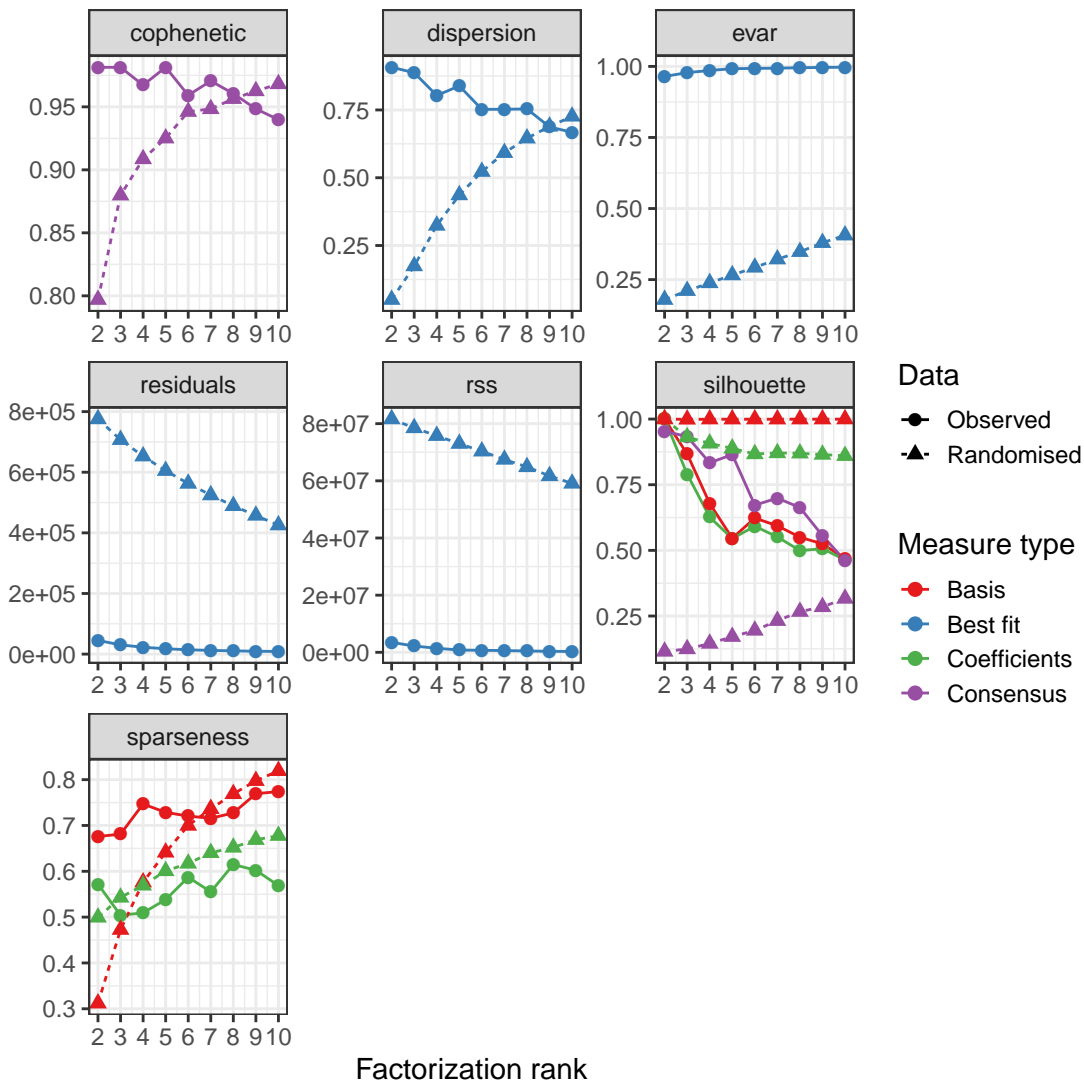 cophenetic
dispersion
evar
0.95
0.90
0.85
0.80
2 3 4 5 6 7 8 9 10
0.75
0.50
0.25
2 3 4 5 6 7 8 9 10
1.00
0.75
0.50
0.25
2 3 4 5 6 7 8 9 10
residuals
rss
silhouette
8e+05
6e+05
4e+05
2e+05
0e+00
2 3 4 5 6 7 8 9 10
8e+07
6e+07
4e+07
2e+07
0e+00
2 3 4 5 6 7 8 9 10
1.00
0.75
0.50
0.25
2 3 4 5 6 7 8 9 10
sparseness
0.8
0.7
0.6
0.5
0.4
0.3
2 3 4 5 6 7 8 9 10
Factorization rank
Data
Observed
Randomised
Measure type
Basis
Best fit
Coefficients
Consensus